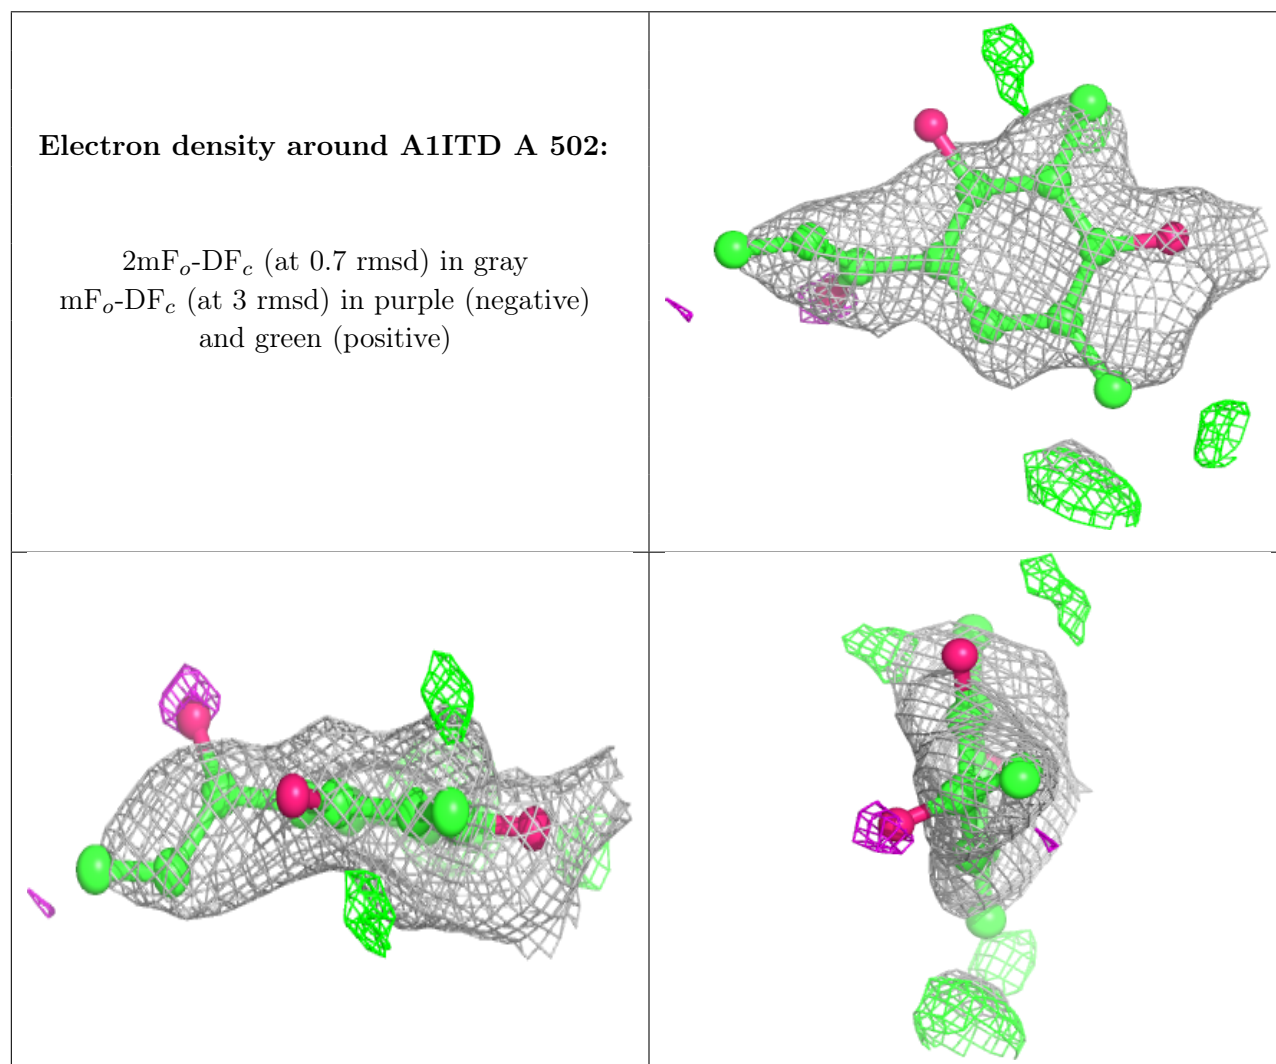 Electron density around A1ITD A 502:
2mFo-DFc (at 0.7 rmsd) in gray
mFo-DFc (at 3 rmsd) in purple (negative)
and green (positive)